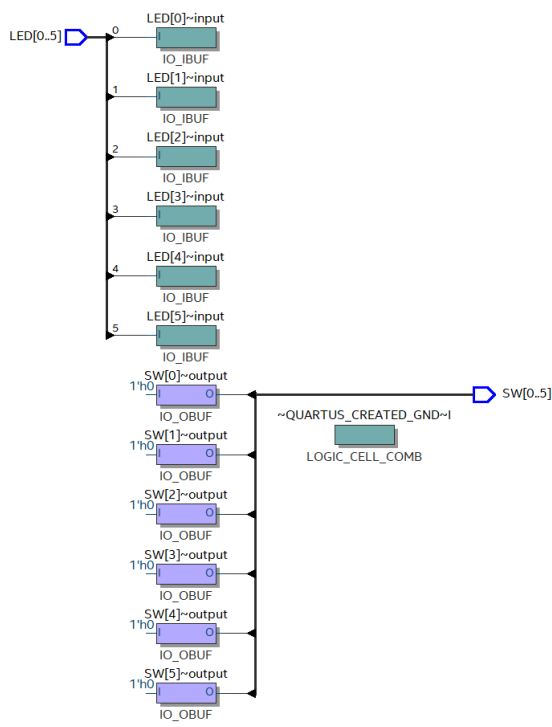 LED[0..5]
LED[0]~input
0
I
IO_IBUF
LED[1]~input
1
I
IO_IBUF
LED[2]~input
2
I
IO_IBUF
LED[3]~input
3
I
IO_IBUF
LED[4]~input
4
I
IO_IBUF
LED[5]~input
5
I
IO_IBUF
SW[0]~output
1'h0 I O
IO_OBUF
SW[0..5]
~QUARTUS_CREATED_GND~I
LOGIC_CELL_COMB
SW[1]~output
1'h0 I O
IO_OBUF
SW[2]~output
1'h0 I O
IO_OBUF
SW[3]~output
1'h0 I O
IO_OBUF
SW[4]~output
1'h0 I O
IO_OBUF
SW[5]~output
1'h0 I O
IO_OBUF